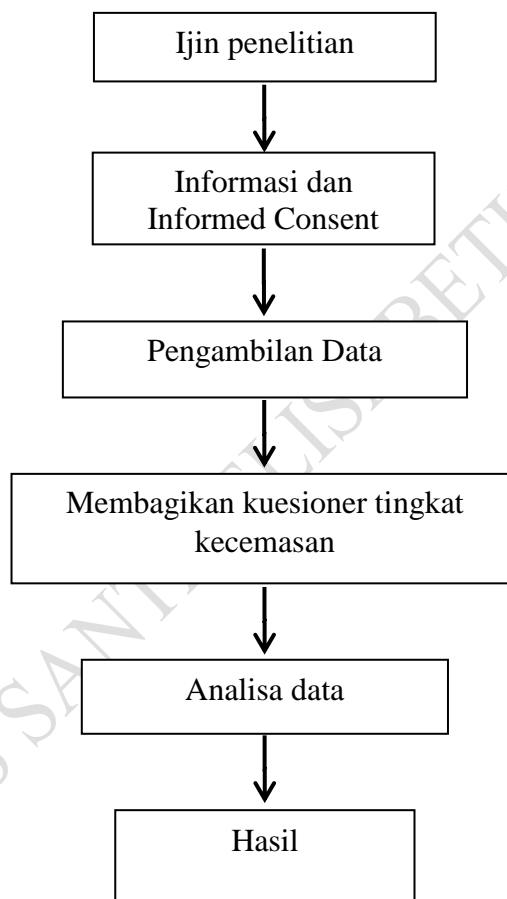 Ijin penelitian
Informasi dan
Informed Consent
Pengambilan Data
Membagikan kuesioner tingkat
kecemasan
Analisa data
Hasil